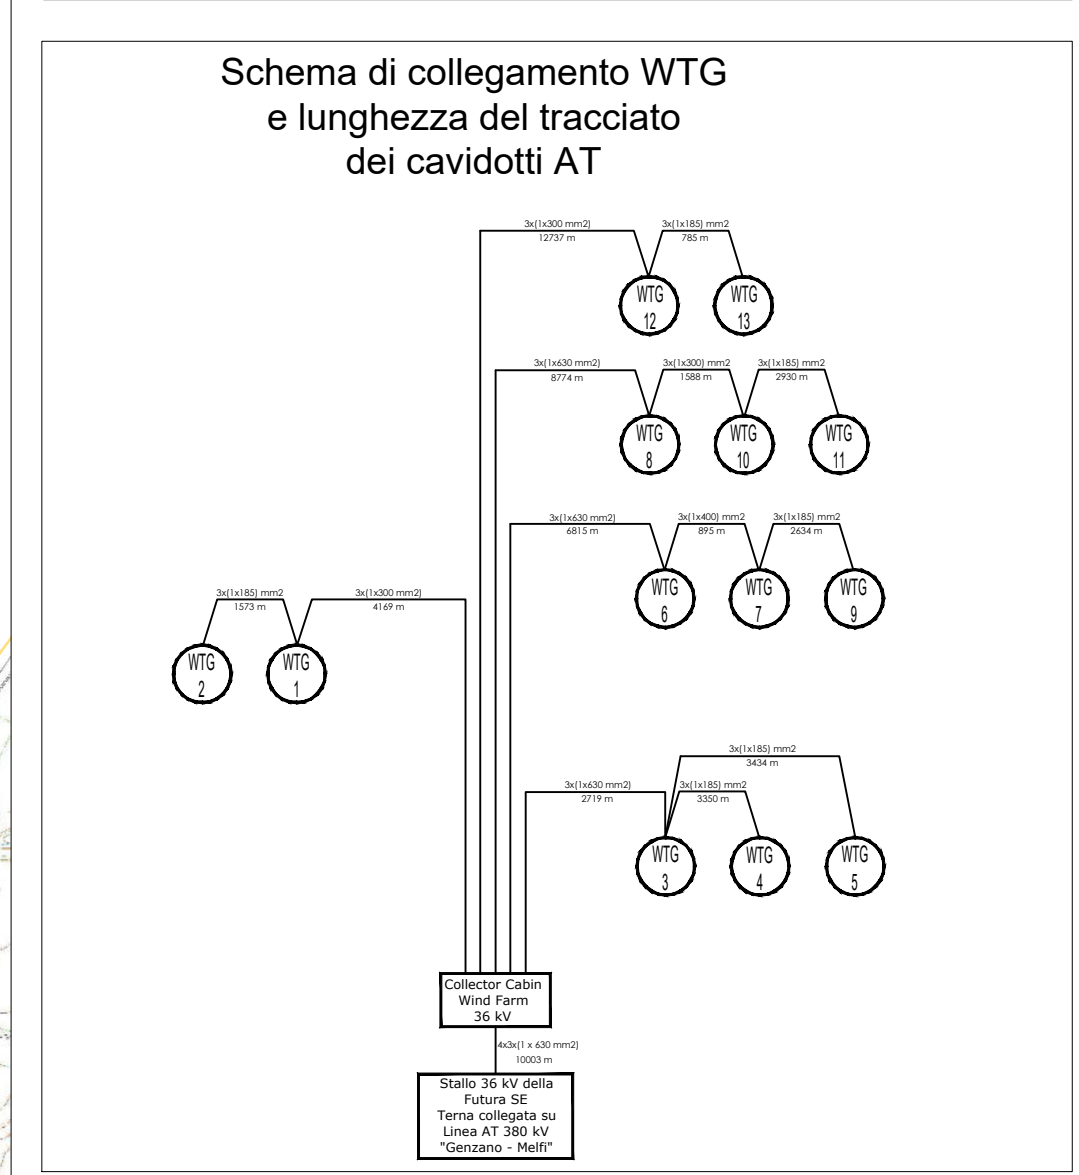 Schema di collegamento WTG
e lunghezza del tracciato
dei cavidotti AT
3x(1x300 mm2)
12737 m
3x(1x185) mm2
785 m
WTG
12
WTG
13
3x(1x630 mm2)
8774 m
3x(1x300) mm2
1588 m
3x(1x185) mm2
2930 m
WTG
8
WTG
10
WTG
11
3x(1x630 mm2)
6815 m
3x(1x400) mm2
895 m
3x(1x185) mm2
2634 m
WTG
6
WTG
7
WTG
9
3x(1x185) mm2
1573 m
3x(1x300 mm2)
4169 m
WTG
2
WTG
1
3x(1x185) mm2
3434 m
3x(1x630 mm2)
2719 m
3x(1x185) mm2
3350 m
WTG
3
WTG
4
WTG
5
Collector Cabin
Wind Farm
36 kV
4x3x(1 x 630 mm2)
10003 m
Stallo 36 kV della
Futura SE
Terna collegata su
Linea AT 380 kV
"Genzano - Melfi"